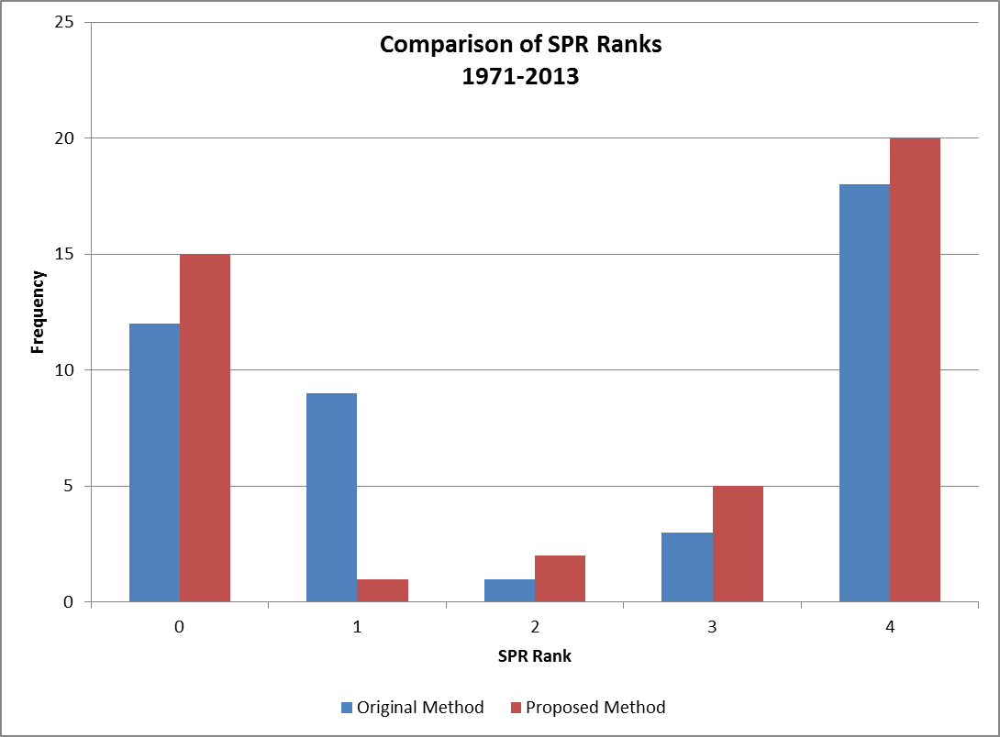 Comparison of SPR Ranks
1971-2013
25
20
15
10
5
0
Frequency
0 1 2 3 4
SPR Rank
Original Method Proposed Method